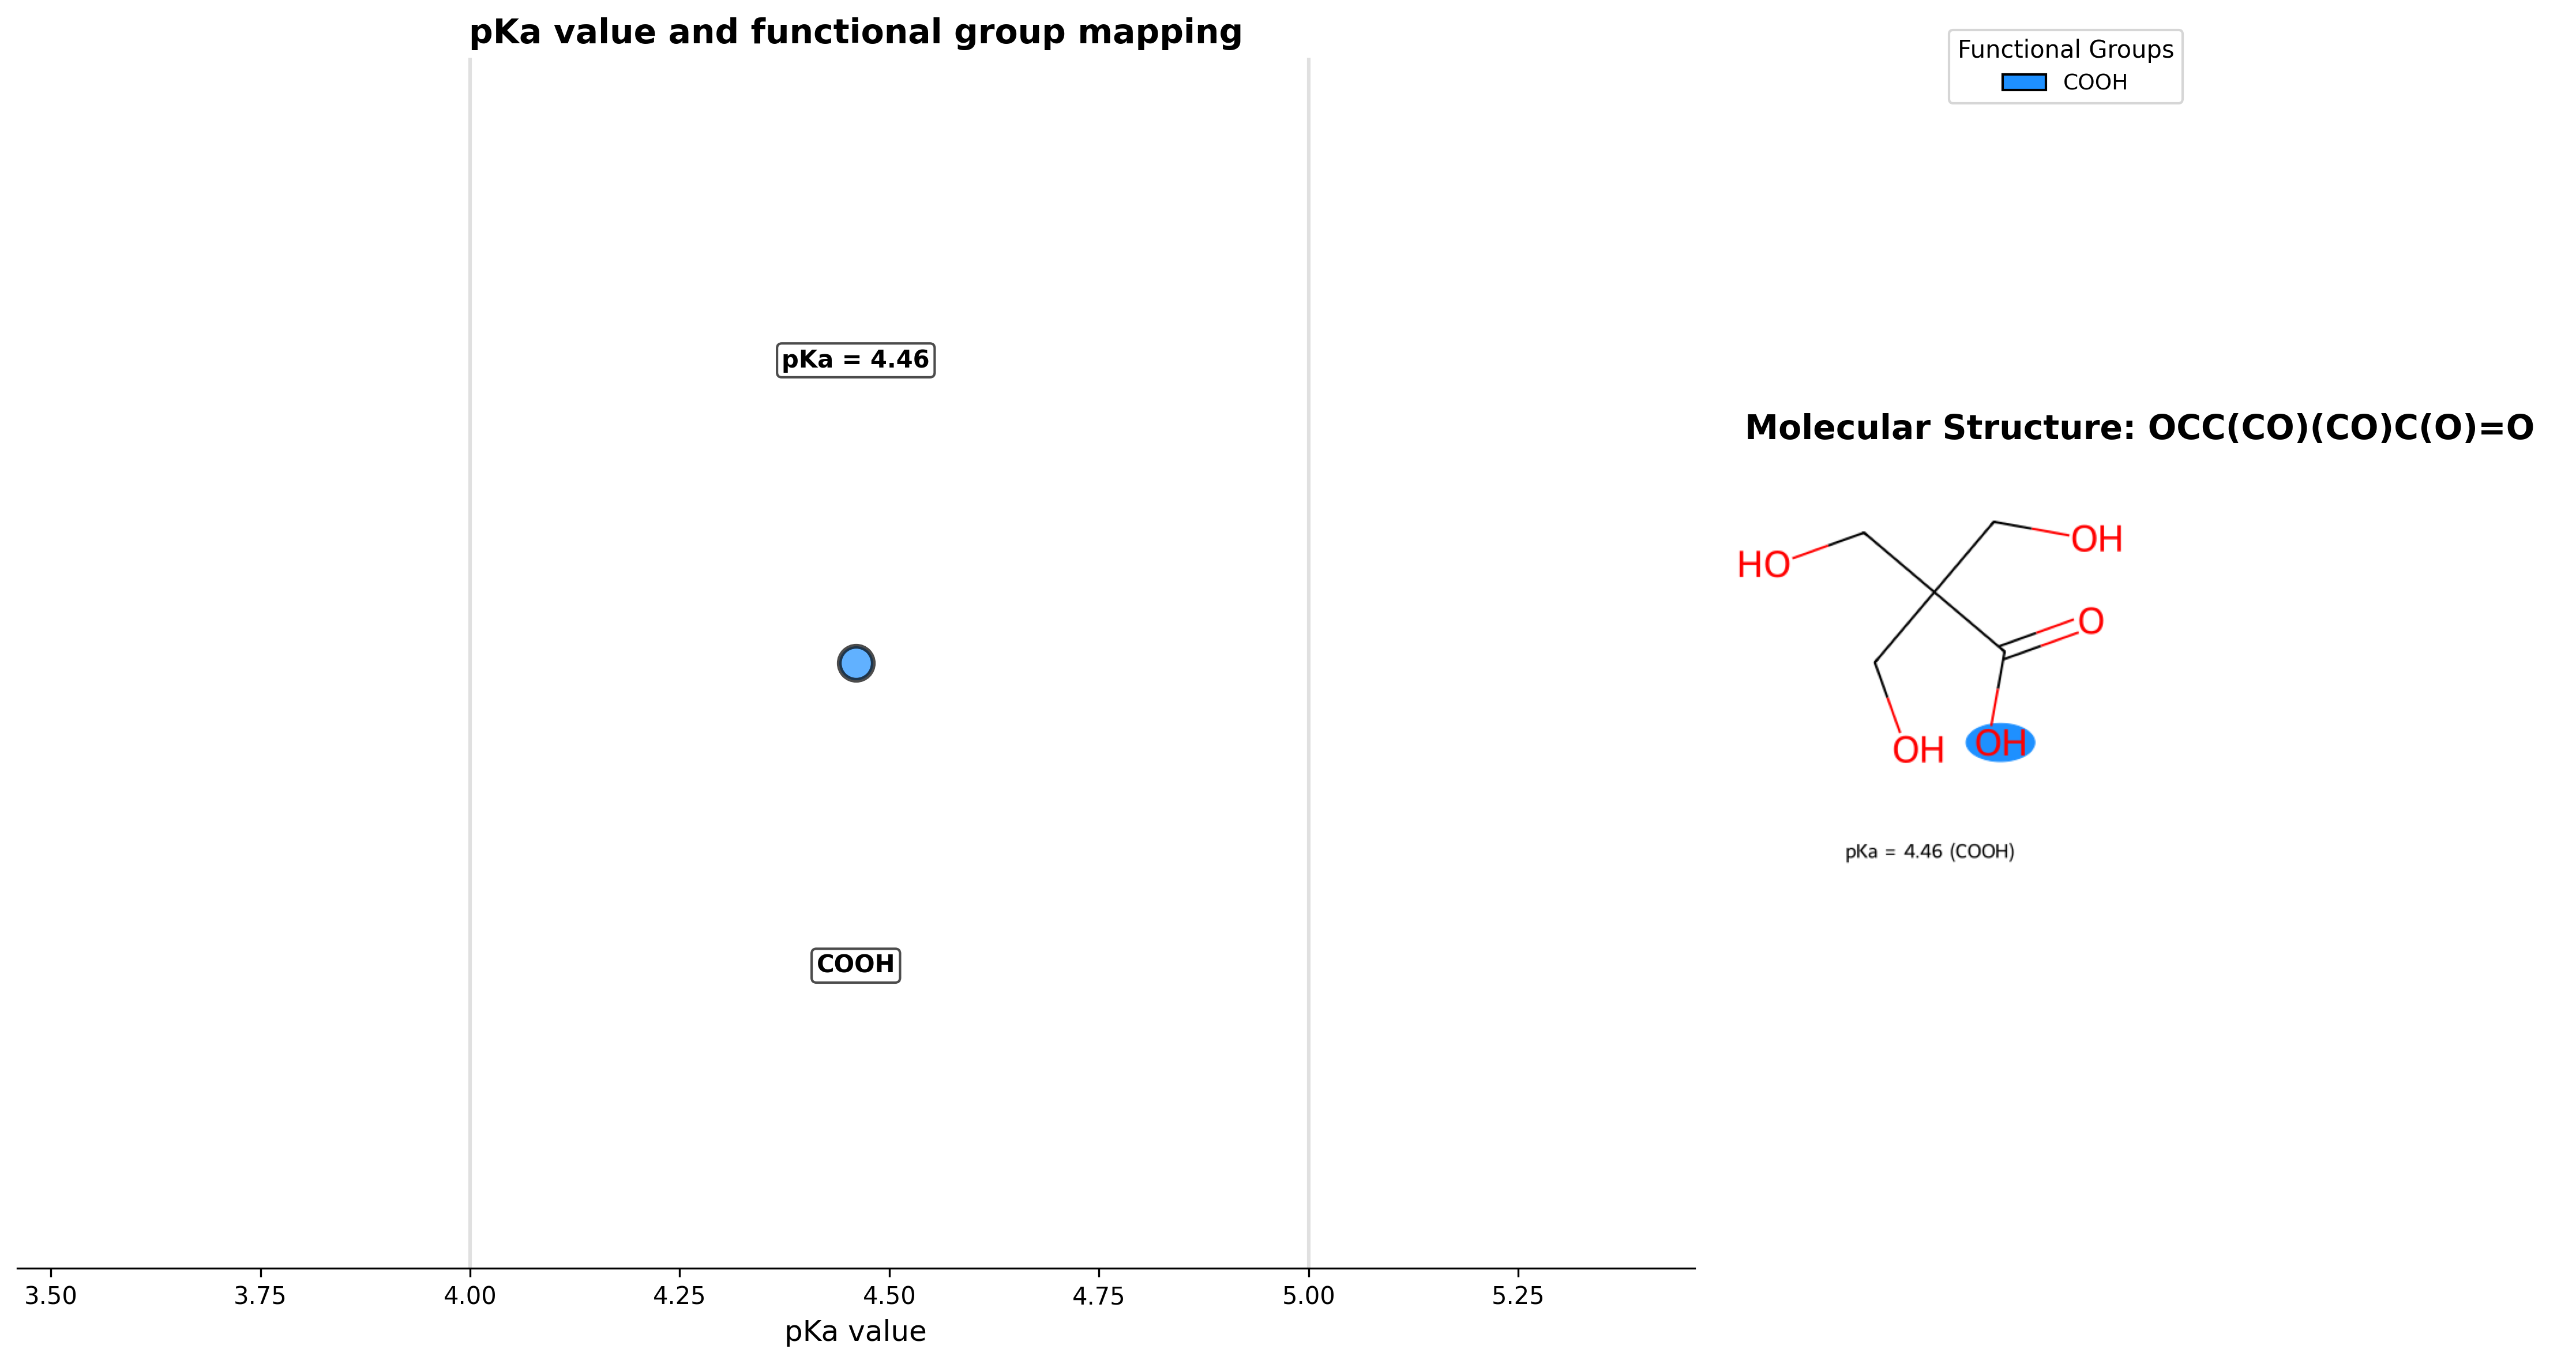 pKa value and functional group mapping
Functional Groups
COOH
pKa = 4.46
COOH
3.50 3.75 4.00 4.25 4.50 4.75 5.00 5.25
pKa value
Molecular Structure: OCC(CO)(CO)C(O)=O
HO
OH
O
OH
OH
pKa = 4.46 (COOH)